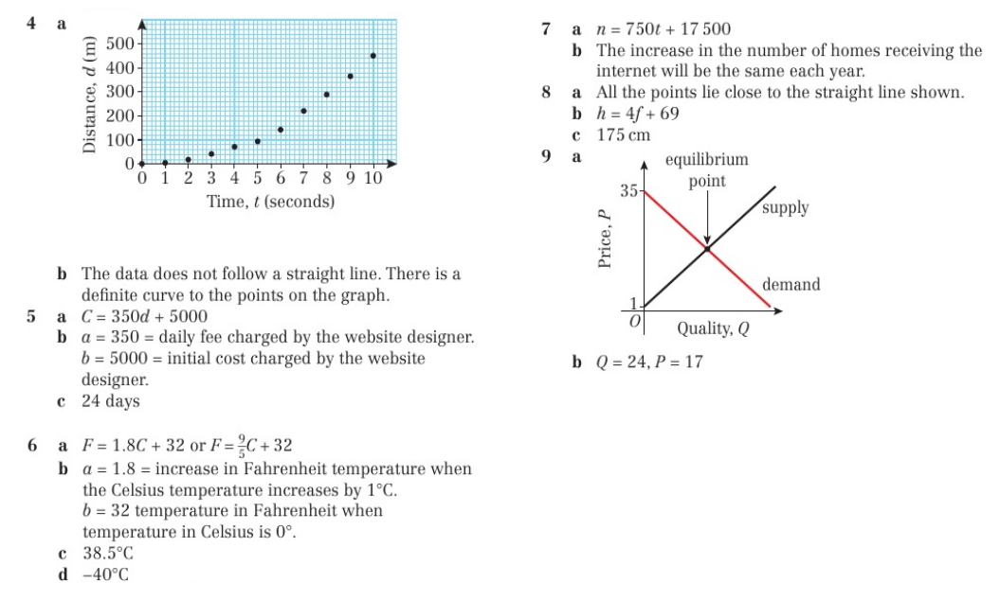 4 a
Distance, d (m)
500
400
300
200
100
0
0 1 2 3 4 5 6 7 8 9 10
Time, t (seconds)
b The data does not follow a straight line. There is a
definite curve to the points on the graph.
5 a C = 350d + 5000
b a = 350 = daily fee charged by the website designer.
b = 5000 = initial cost charged by the website
designer.
c 24 days
6 a F = 1.8C + 32 or F = 9/5 C + 32
b a = 1.8 = increase in Fahrenheit temperature when
the Celsius temperature increases by 1°C.
b = 32 temperature in Fahrenheit when
temperature in Celsius is 0°.
c 38.5°C
d –40°C
7 a n = 750t + 17 500
b The increase in the number of homes receiving the
internet will be the same each year.
8 a All the points lie close to the straight line shown.
b h = 4f + 69
c 175 cm
9 a
equilibrium
point
35
supply
Price, P
demand
1
O
Quality, Q
b Q = 24, P = 17